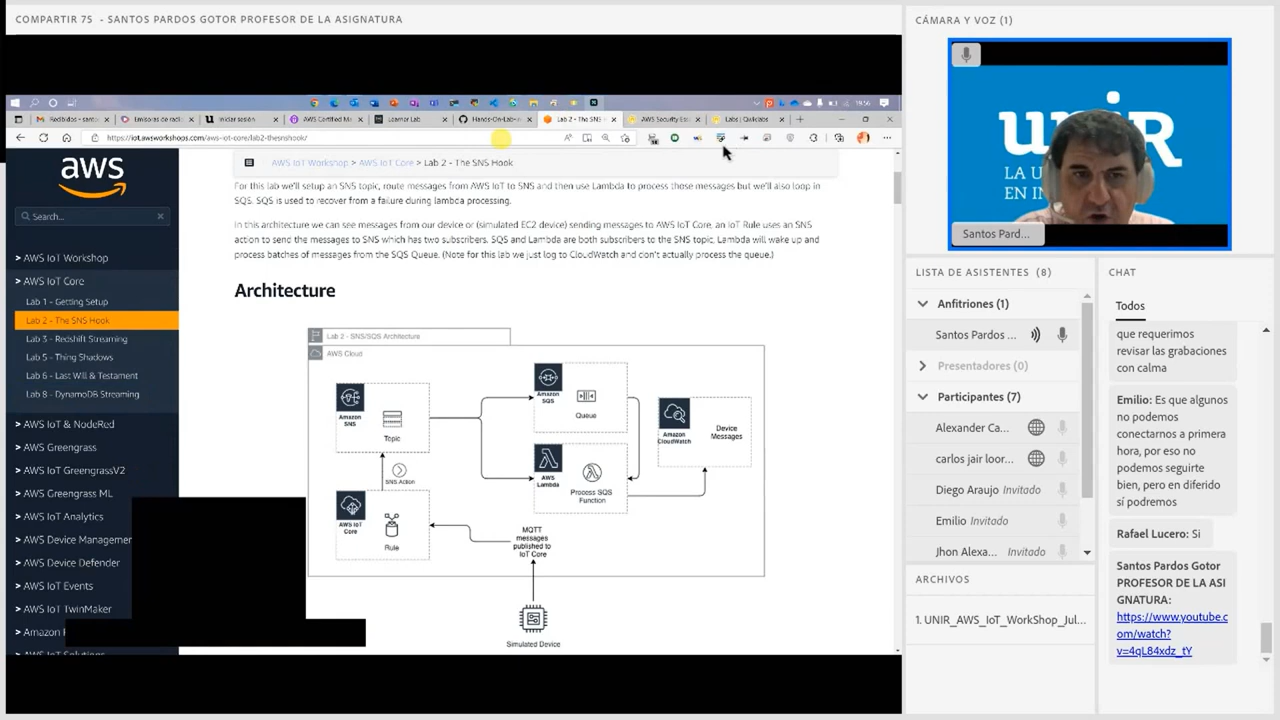 COMPARTIR 75 - SANTOS PARDOS GOTOR PROFESOR DE LA ASIGNATURA
Learner Lab
AWS Security Ess
Labs | Qwiklabs
https://iot.awsworkshops.com/aws-iot-core/lab2-thesnshook/
aws
Search...
> AWS IoT Workshop
> AWS IoT Core
Lab 1 - Getting Setup
Lab 2 - The SNS Hook
Lab 3 - Redshift Streaming
Lab 5 - Thing Shadows
Lab 6 - Last Will & Testament
Lab 8 - DynamoDB Streaming
> AWS IoT & NodeRed
> AWS Greengrass
> AWS IoT GreengrassV2
> AWS Greengrass ML
> AWS IoT Analytics
> AWS Device Managemen
> AWS Device Defender
> AWS IoT Events
> AWS IoT TwinMaker
> Amazon
AWS IoT Workshop > AWS IoT Core > Lab 2 - The SNS Hook
For this lab we'll setup an SNS topic, route messages from AWS IoT to SNS and then use Lambda to process those messages but we'll also loop in
SQS. SQS is used to recover from a failure during lambda processing.
In this architecture we can see messages from our device or (simulated EC2 device) sending messages to AWS IoT Core, an IoT Rule uses an SNS
action to send the messages to SNS which has two subscribers. SQS and Lambda are both subscribers to the SNS topic, Lambda will wake up and
process batches of messages from the SQS Queue. (Note for this lab we just log to CloudWatch and don't actually process the queue.)
Architecture
Lab 2 - SNS/SQS Architecture
AWS Cloud
Amazon
SNS
Topic
SNS Action
AWS IoT
Core
Rule
Amazon
SQS
Queue
AWS
Lambda
Process SQS
Function
Amazon
CloudWatch
Device
Messages
MQTT
messages
published to
IoT Core
Simulated Device
CÁMARA Y VOZ (1)
unir
LA U
EN IN
Santos Pard...
LISTA DE ASISTENTES (8)
Anfitriones (1)
Santos Pardos ...
Presentadores (0)
Participantes (7)
Alexander Ca...
carlos jair loor...
Diego Araujo Invitado
Emilio Invitado
Jhon Alexa... Invitado
ARCHIVOS
1. UNIR_AWS_IoT_WorkShop_Jul...
CHAT
Todos
que requerimos
revisar las grabaciones
con calma
Emilio: Es que algunos
no podemos
conectarnos a primera
hora, por eso no
podemos seguirte
bien, pero en diferido
sí podremos
Rafael Lucero: Si
Santos Pardos Gotor
PROFESOR DE LA ASI
GNATURA:
https://www.youtube.c
om/watch?
v=4qL84xdz_tY